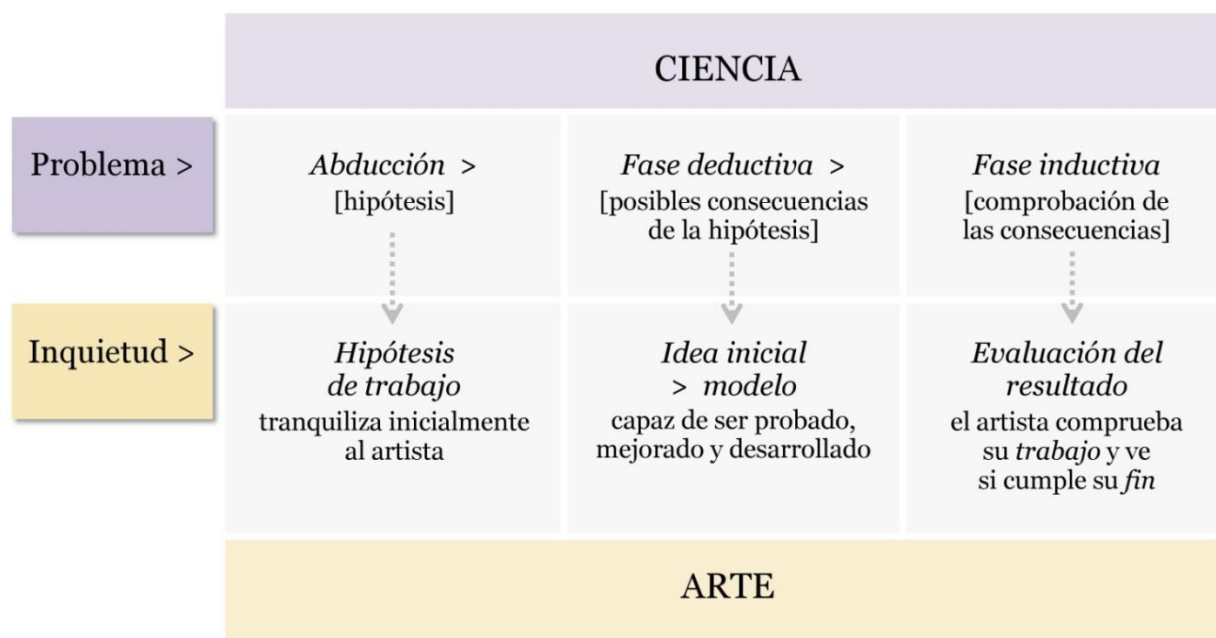 CIENCIA
Problema >
Abducción >
[hipótesis]
Fase deductiva >
[posibles consecuencias
de la hipótesis]
Fase inductiva
[comprobación de
las consecuencias]
Inquietud >
Hipótesis
de trabajo
tranquiliza inicialmente
al artista
Idea inicial
> modelo
capaz de ser probado,
mejorado y desarrollado
Evaluación del
resultado
el artista comprueba
su trabajo y ve
si cumple su fin
ARTE